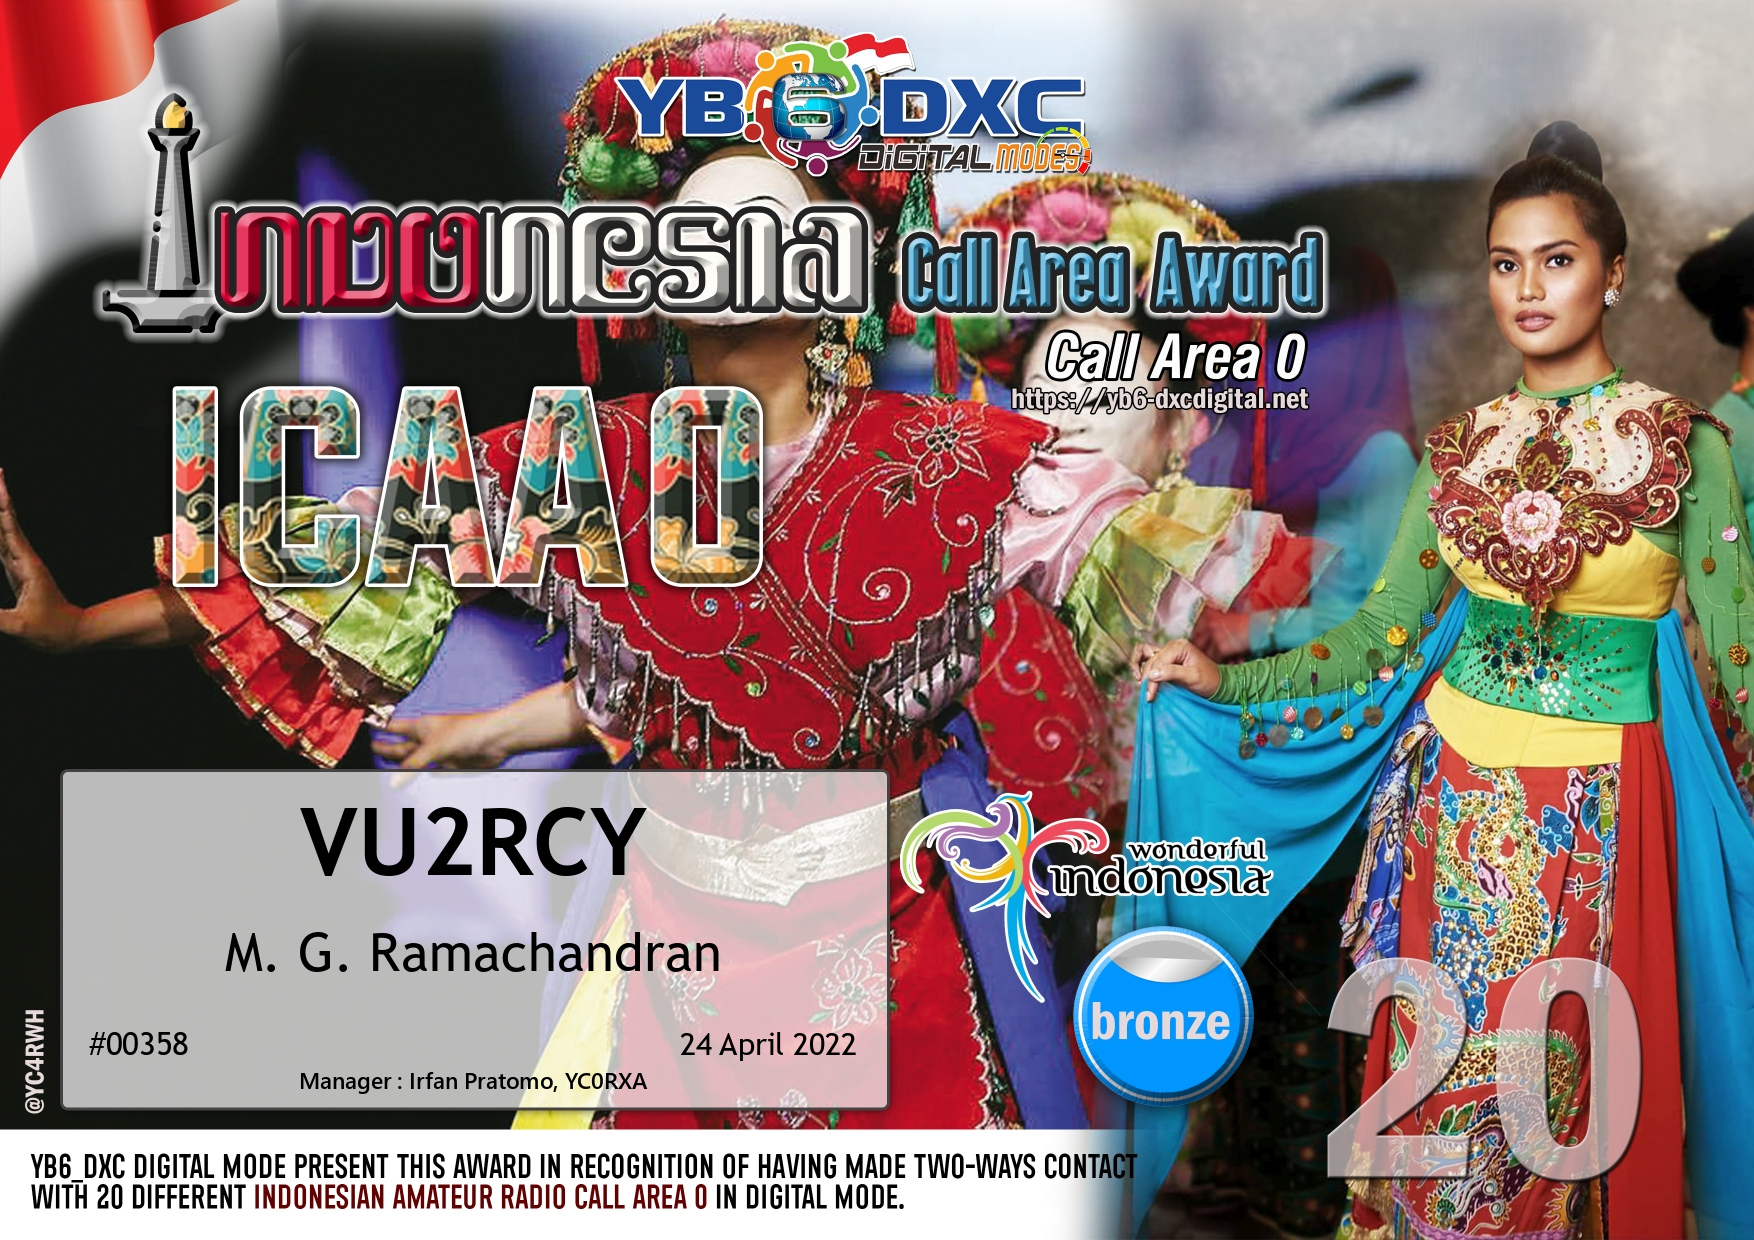 YB6DXC
DIGITAL MODES
INDONESIA Call Area Award
Call Area 0
https://yb6-dxcdigital.net
ICAA0
VU2RCY
M. G. Ramachandran
#00358 24 April 2022
Manager : Irfan Pratomo, YC0RXA
wonderful
indonesia
bronze
20
@YC4RWH
YB6_DXC DIGITAL MODE PRESENT THIS AWARD IN RECOGNITION OF HAVING MADE TWO-WAYS CONTACT
WITH 20 DIFFERENT INDONESIAN AMATEUR RADIO CALL AREA 0 IN DIGITAL MODE.